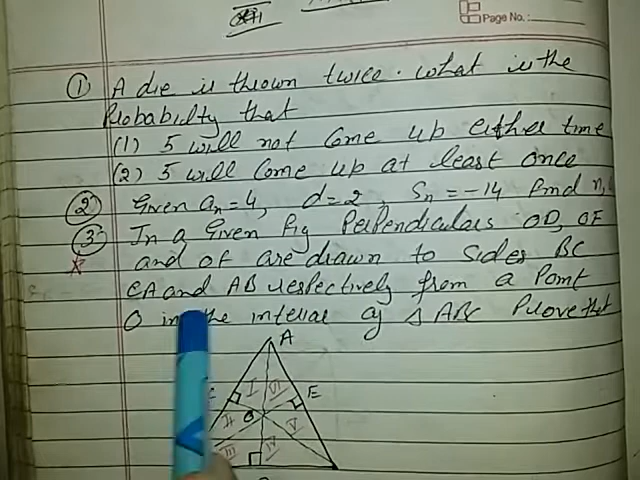 Page No.:
① A die is thrown twice. what is the
Probability that
(1) 5 will not Come up either time
(2) 5 will Come up at least once
② Given an=4, d=2, Sn=-14 find n,
③ In a Given fig Perpendiculars OD, OE
and OF are drawn to sides BC
CA and AB respectively from a Point
O in the interior of △ ABC Prove that
A
I VI E
II O V
III IV